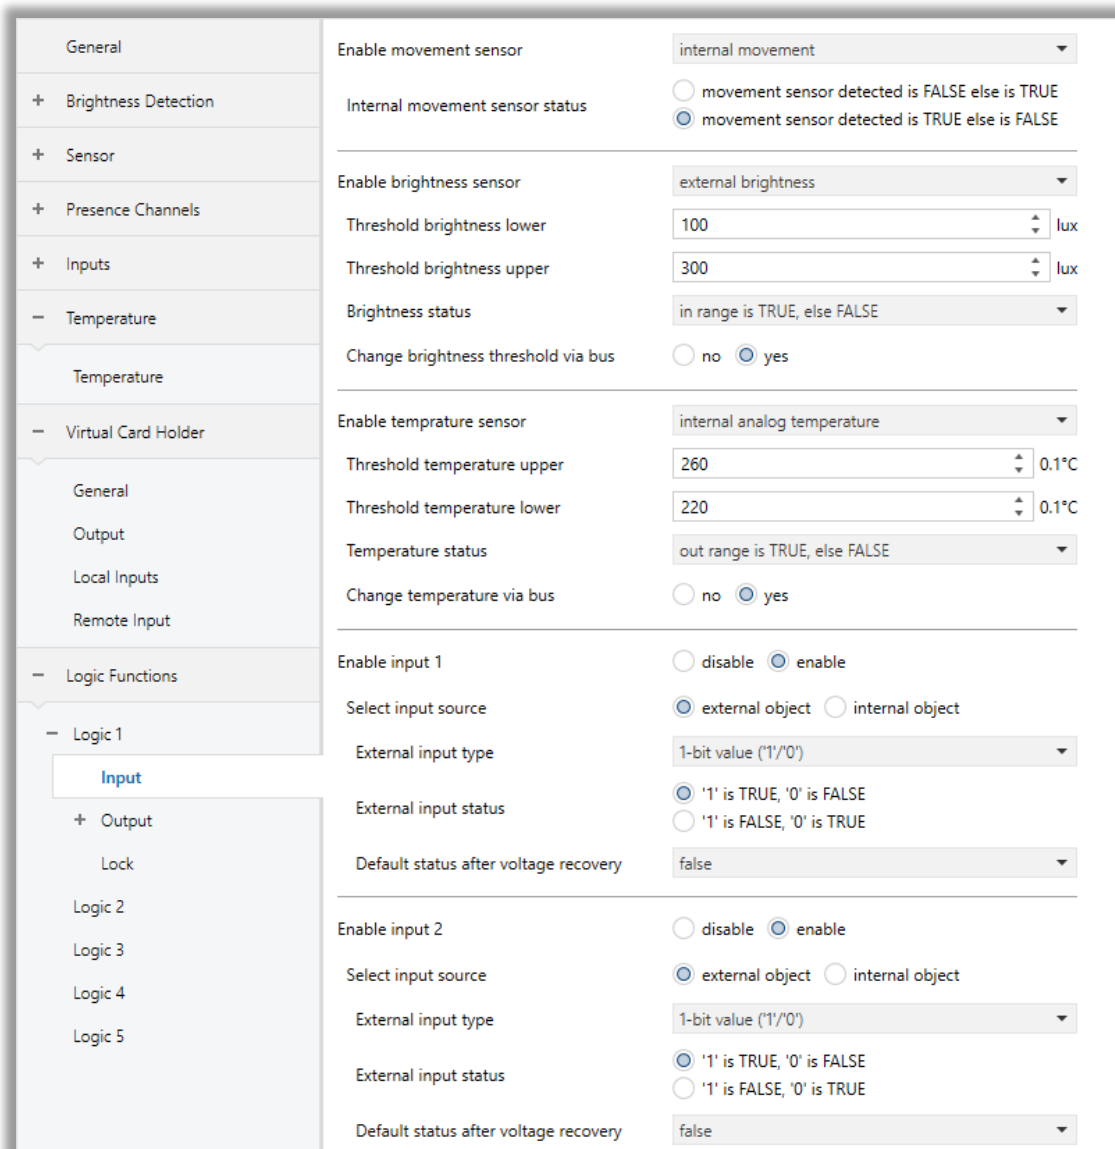 General
+ Brightness Detection
+ Sensor
+ Presence Channels
+ Inputs
− Temperature
Temperature
− Virtual Card Holder
General
Output
Local Inputs
Remote Input
− Logic Functions
− Logic 1
Input
+ Output
Lock
Logic 2
Logic 3
Logic 4
Logic 5
Enable movement sensor internal movement
Internal movement sensor status
movement sensor detected is FALSE else is TRUE
movement sensor detected is TRUE else is FALSE
Enable brightness sensor external brightness
Threshold brightness lower 100 lux
Threshold brightness upper 300 lux
Brightness status in range is TRUE, else FALSE
Change brightness threshold via bus no yes
Enable temprature sensor internal analog temperature
Threshold temperature upper 260 0.1°C
Threshold temperature lower 220 0.1°C
Temperature status out range is TRUE, else FALSE
Change temperature via bus no yes
Enable input 1 disable enable
Select input source external object internal object
External input type 1-bit value ('1'/'0')
External input status
'1' is TRUE, '0' is FALSE
'1' is FALSE, '0' is TRUE
Default status after voltage recovery false
Enable input 2 disable enable
Select input source external object internal object
External input type 1-bit value ('1'/'0')
External input status
'1' is TRUE, '0' is FALSE
'1' is FALSE, '0' is TRUE
Default status after voltage recovery false